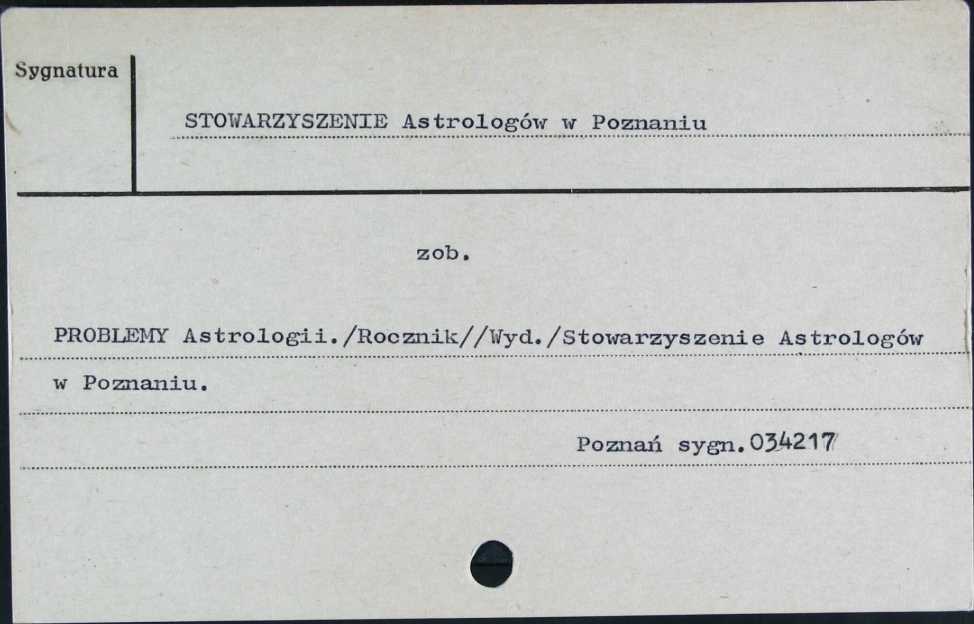 Sygnatura
STOWARZYSZENIE Astrologów w Poznaniu
zob.
PROBLEMY Astrologii./Rocznik//Wyd./Stowarzyszenie Astrologów
w Poznaniu.
Poznań sygn.034217